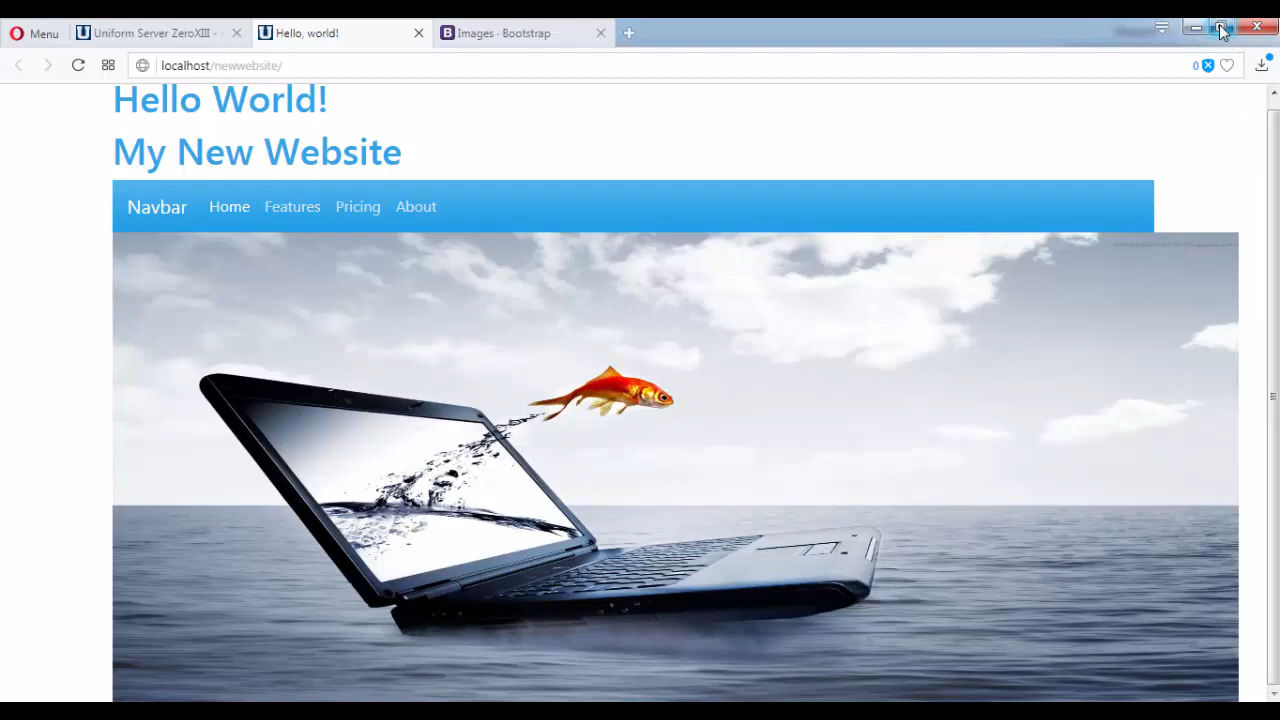 Menu
Uniform Server ZeroXIII -
Hello, world!
Images · Bootstrap
localhost/newwebsite/
0
Hello World!
My New Website
Navbar Home Features Pricing About